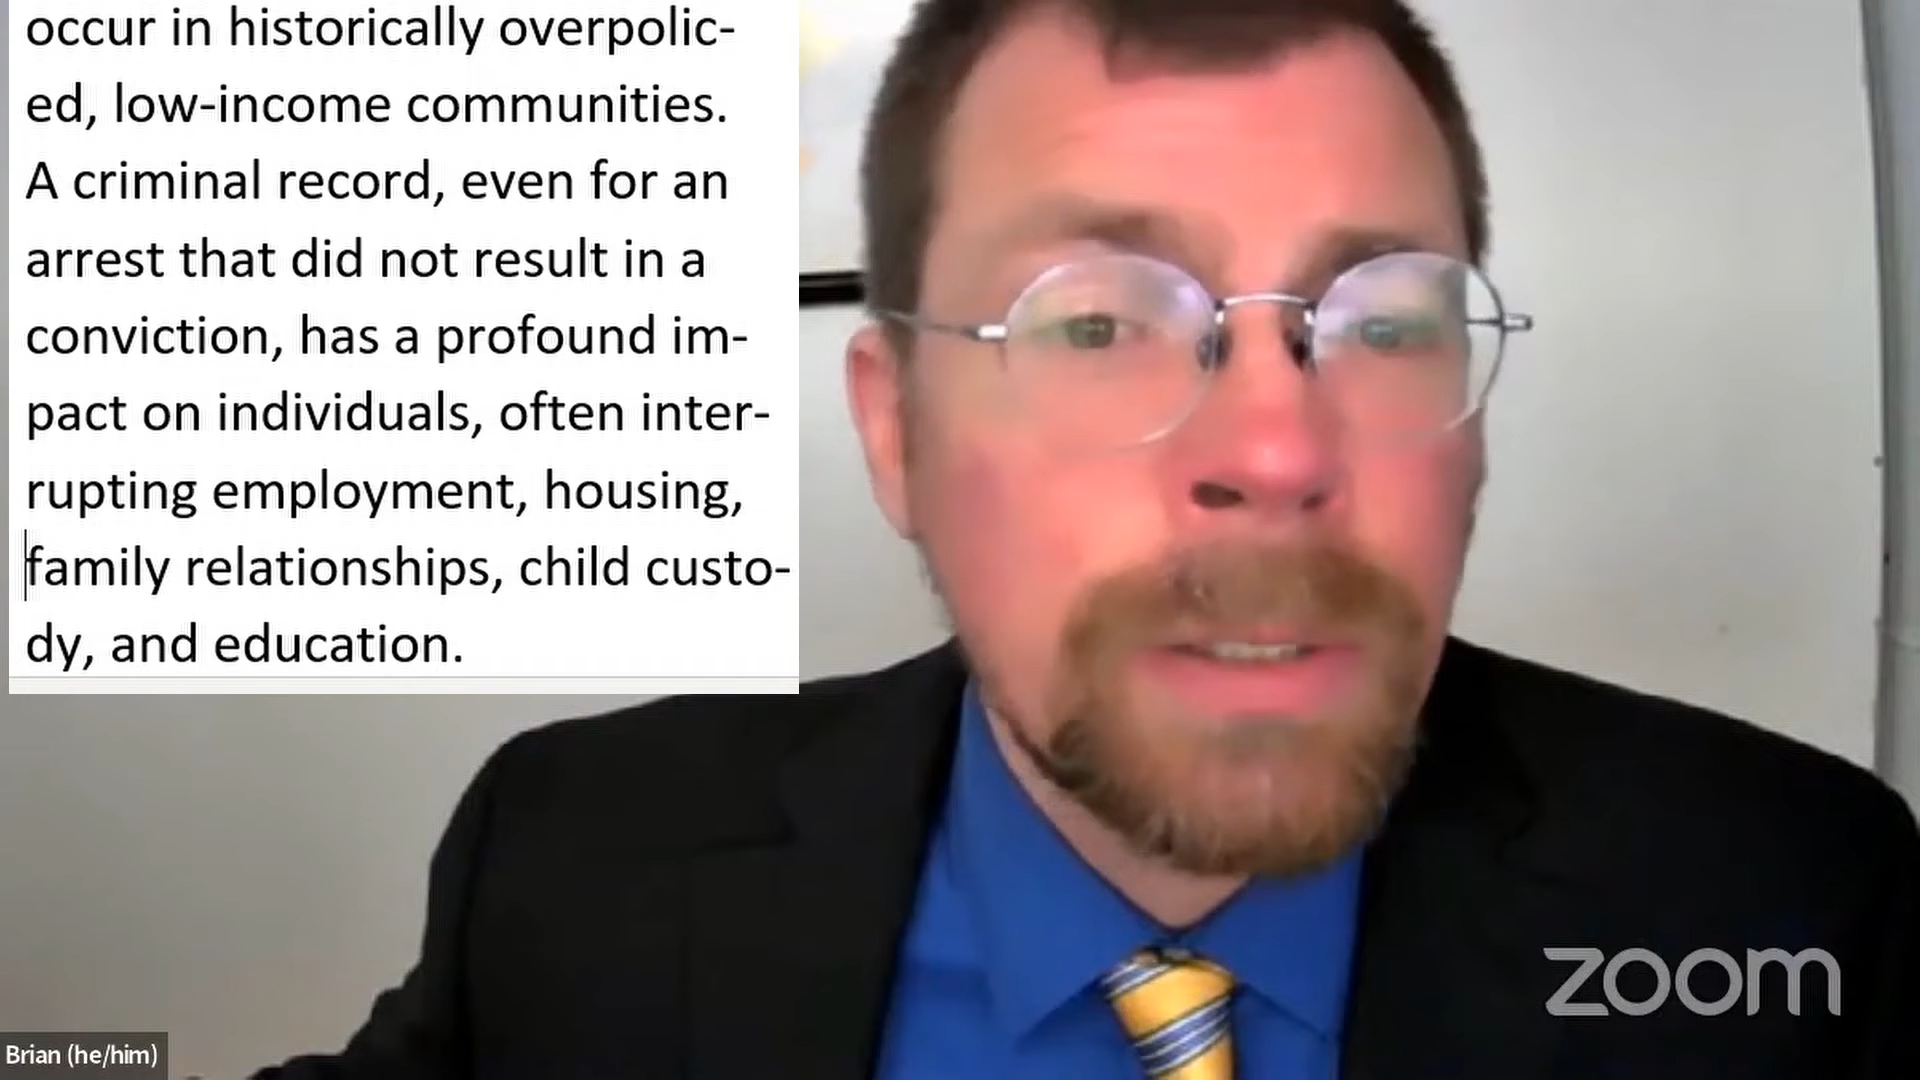 occur in historically overpolic-
ed, low-income communities.
A criminal record, even for an
arrest that did not result in a
conviction, has a profound im-
pact on individuals, often inter-
rupting employment, housing,
family relationships, child custo-
dy, and education.
zoom
Brian (he/him)